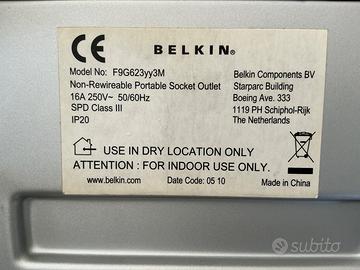 CE
BELKIN®
Model No: F9G623yy3M
Non-Rewireable Portable Socket Outlet
16A 250V~ 50/60Hz
SPD Class III
IP20
Belkin Components BV
Starparc Building
Boeing Ave. 333
1119 PH Schiphol-Rijk
The Netherlands
USE IN DRY LOCATION ONLY
ATTENTION : FOR INDOOR USE ONLY.
www.belkin.com
Date Code: 05 10
Made in China
subito